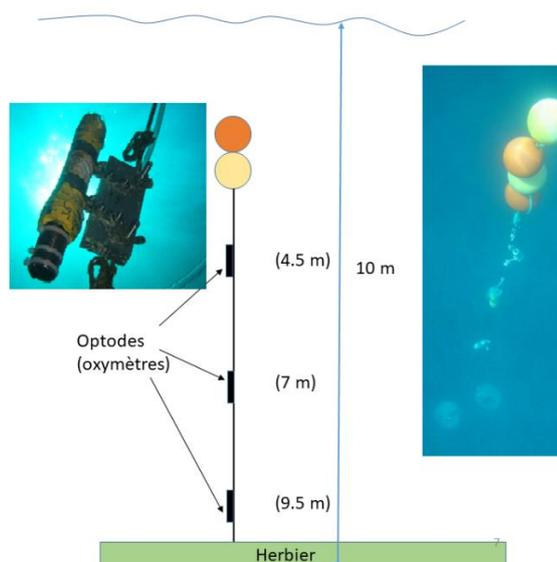 (4.5 m)
10 m
Optodes
(oxymètres)
(7 m)
(9.5 m)
7
Herbier